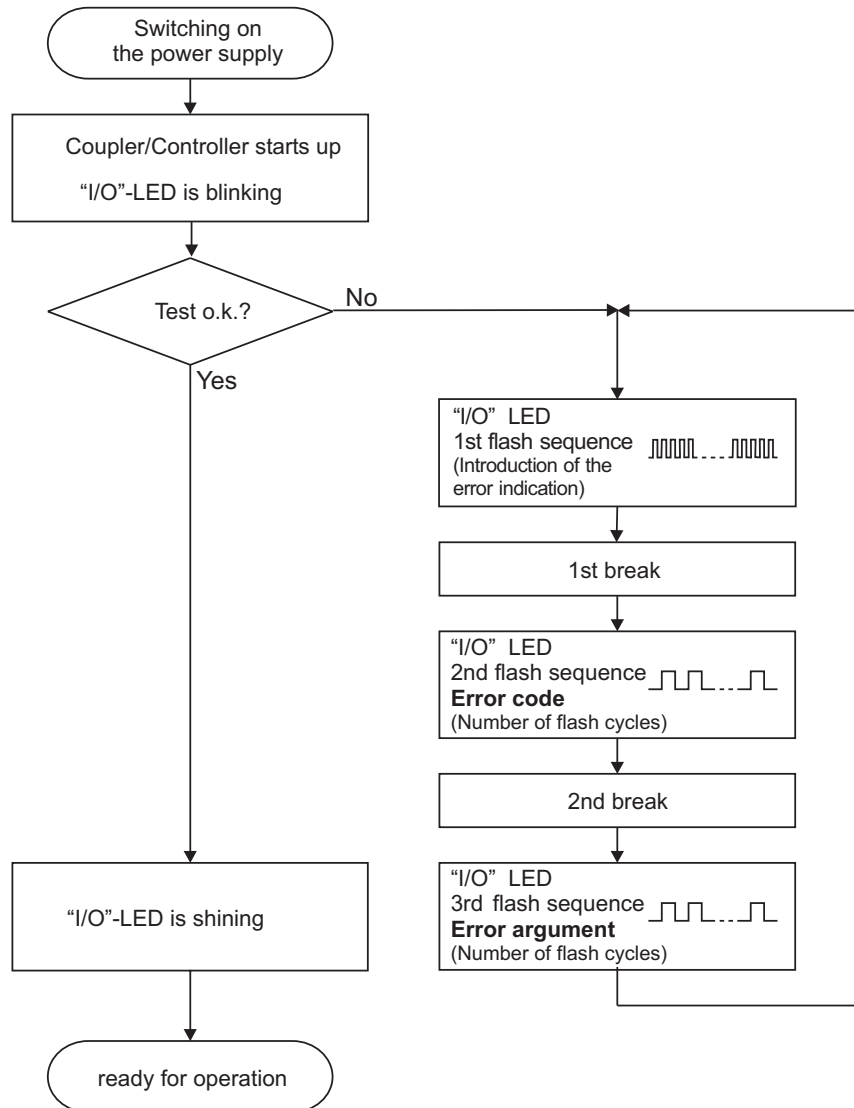 Switching on
the power supply
Coupler/Controller starts up
“I/O”-LED is blinking
Test o.k.?
No
Yes
“I/O” LED
1st flash sequence
(Introduction of the
error indication)
1st break
“I/O” LED
2nd flash sequence
Error code
(Number of flash cycles)
2nd break
“I/O” LED
3rd flash sequence
Error argument
(Number of flash cycles)
“I/O”-LED is shining
ready for operation